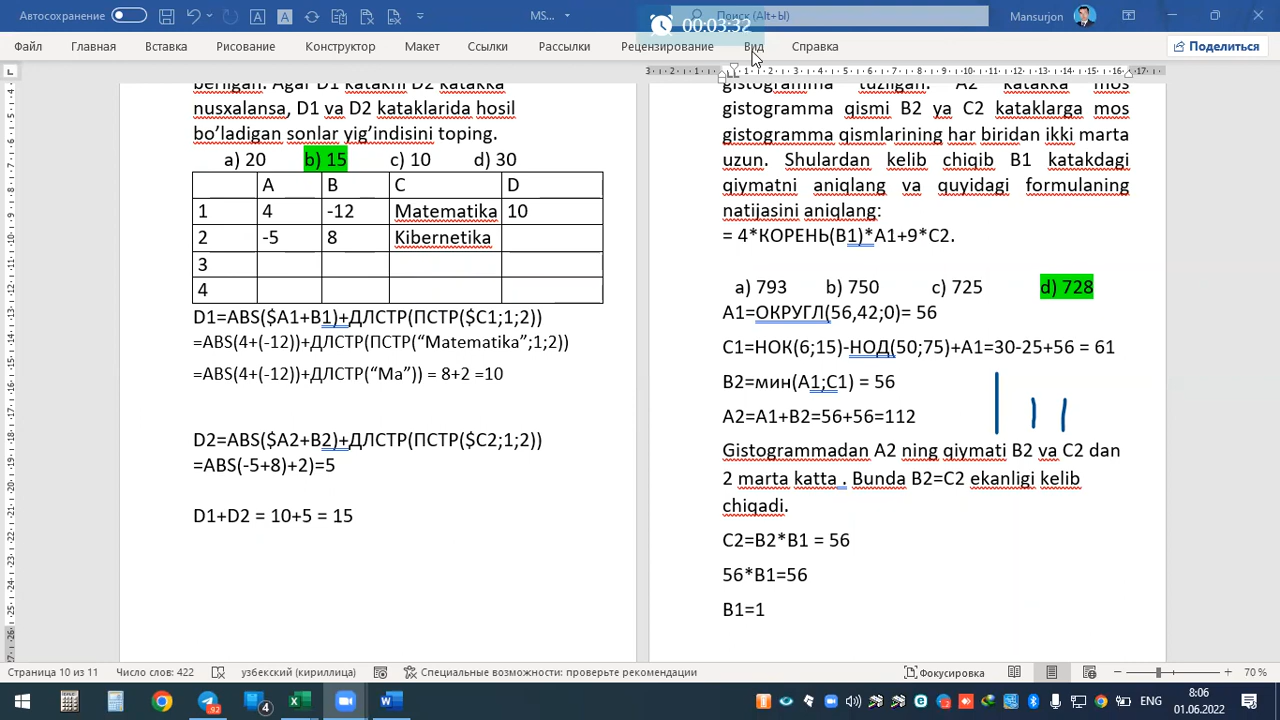 Автосохранение
MS...
Поиск (Alt+Ы)
00:03:32
Mansurjon
Файл Главная Вставка Рисование Конструктор Макет Ссылки Рассылки Рецензирование Вид Справка
Поделиться
berilgan. Agar D1 katakni D2 katakka
nusxalansa, D1 va D2 kataklarida hosil
bo’ladigan sonlar yig’indisini toping.
a) 20 b) 15 c) 10 d) 30
A B C D
1 4 -12 Matematika 10
2 -5 8 Kibernetika
3
4
D1=ABS($A1+B1)+ДЛСТР(ПСТР($C1;1;2))
=ABS(4+(-12))+ДЛСТР(ПСТР(“Matematika”;1;2))
=ABS(4+(-12))+ДЛСТР(“Ma”)) = 8+2 =10
D2=ABS($A2+B2)+ДЛСТР(ПСТР($C2;1;2))
=ABS(-5+8)+2)=5
D1+D2 = 10+5 = 15
gistogramma tuzilgan. A2 katakka mos
gistogramma qismi B2 ya C2 kataklarga mos
gistogramma qismlarining har biridan ikki marta
uzun. Shulardan kelib chiqib B1 katakdagi
qiymatni aniqlang va quyidagi formulaning
natijasini aniqlang:
= 4*КОРЕНЬ(B1)*A1+9*C2.
a) 793 b) 750 c) 725 d) 728
A1=ОКРУГЛ(56,42;0)= 56
C1=НОК(6;15)-НОД(50;75)+A1=30-25+56 = 61
B2=мин(A1;C1) = 56
A2=A1+B2=56+56=112
Gistogrammadan A2 ning qiymati B2 va C2 dan
2 marta katta . Bunda B2=C2 ekanligi kelib
chiqadi.
C2=B2*B1 = 56
56*B1=56
B1=1
Страница 10 из 11 Число слов: 422 узбекский (кириллица) Специальные возможности: проверьте рекомендации Фокусировка 70 %
92
4
ENG
8:06
01.06.2022